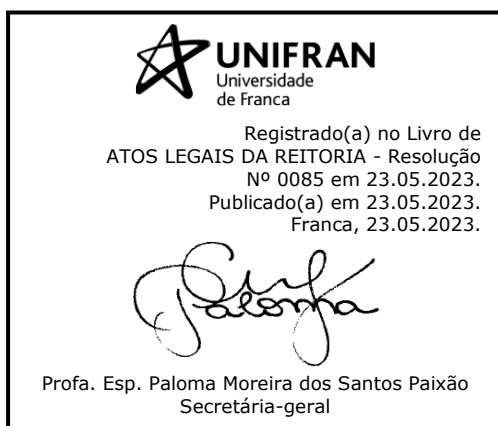 UNIFRAN
Universidade
de Franca
Registrado(a) no Livro de
ATOS LEGAIS DA REITORIA - Resolução
Nº 0085 em 23.05.2023.
Publicado(a) em 23.05.2023.
Franca, 23.05.2023.
Paloma
Profa. Esp. Paloma Moreira dos Santos Paixão
Secretária-geral